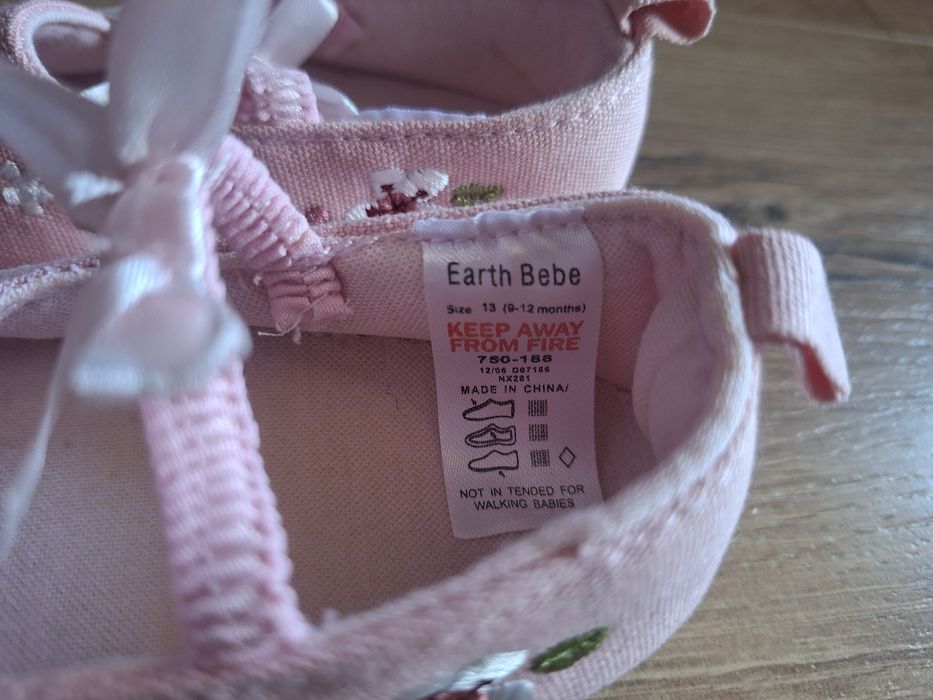 Earth Bebe
Size 13 (9-12 months)
KEEP AWAY
FROM FIRE
750-188
12/06 D87186
NX281
MADE IN CHINA/
NOT IN TENDED FOR
WALKING BABIES